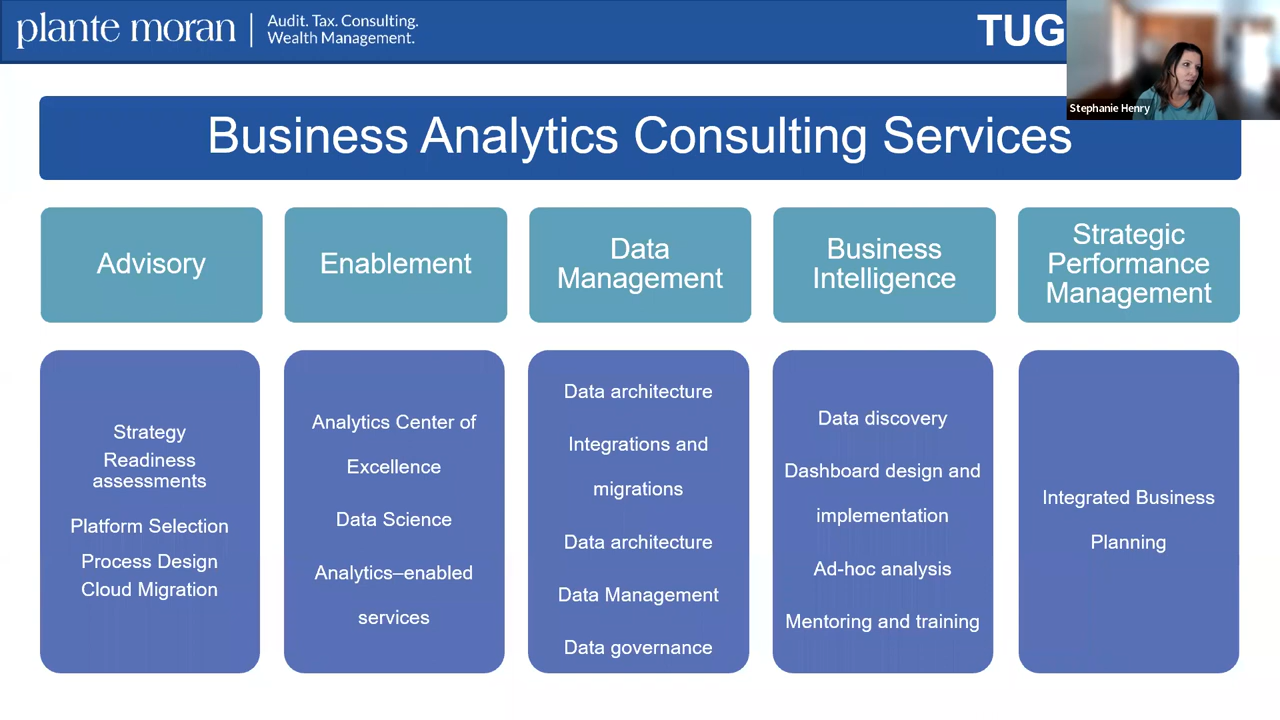 plante moran
Audit. Tax. Consulting.
Wealth Management.
TUG
Stephanie Henry
Business Analytics Consulting Services
Advisory
Enablement
Data
Management
Business
Intelligence
Strategic
Performance
Management
Strategy
Readiness
assessments
Platform Selection
Process Design
Cloud Migration
Analytics Center of
Excellence
Data Science
Analytics–enabled
services
Data architecture
Integrations and
migrations
Data architecture
Data Management
Data governance
Data discovery
Dashboard design and
implementation
Ad-hoc analysis
Mentoring and training
Integrated Business
Planning